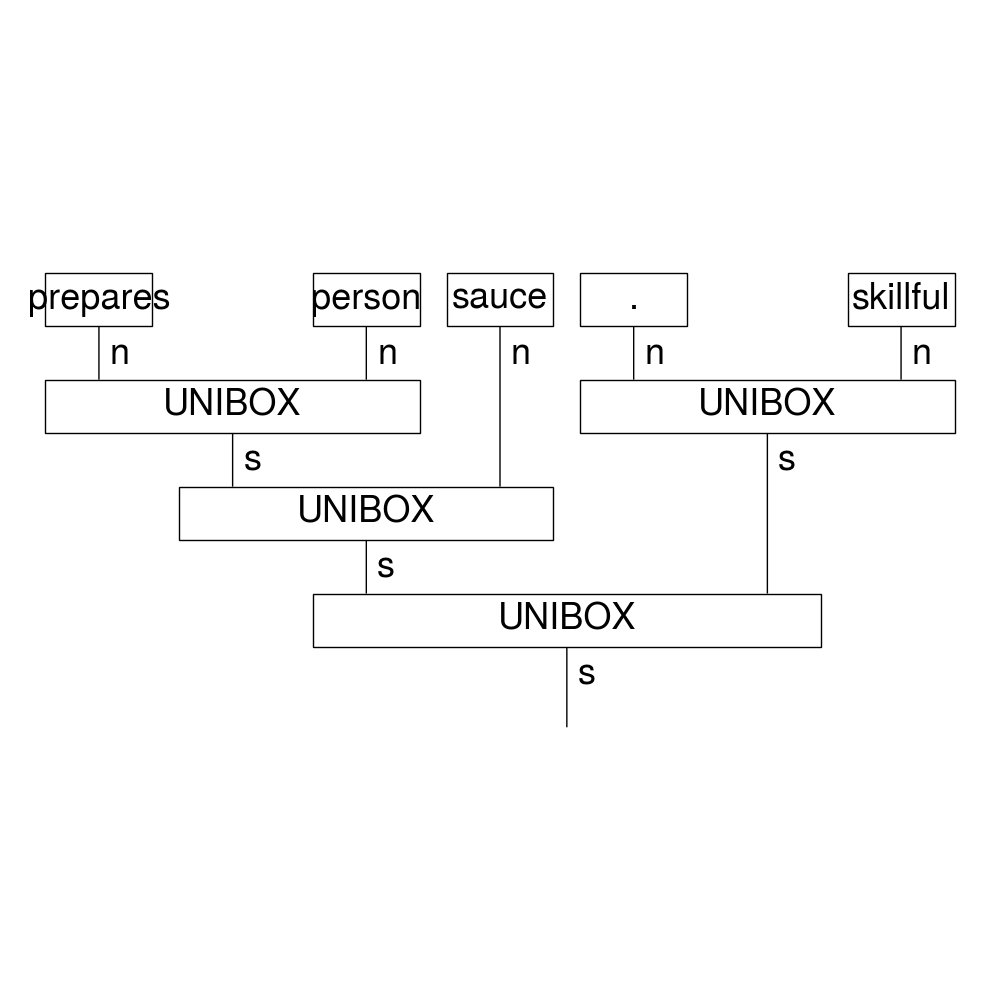 prepares person sauce . skillful
n n n n n
UNIBOX UNIBOX
s s
UNIBOX
s
UNIBOX
s